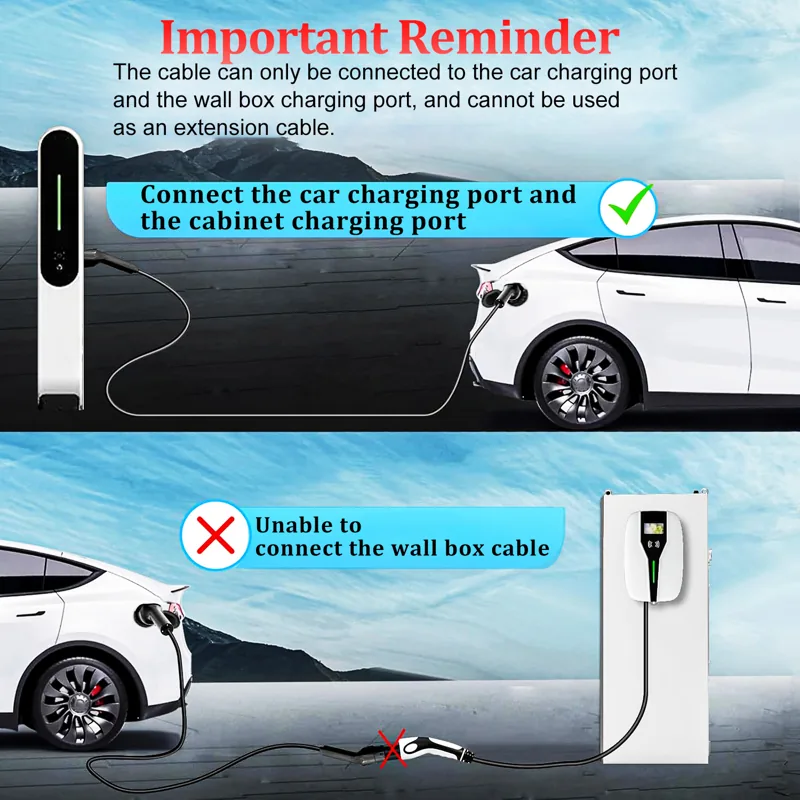 Important Reminder
The cable can only be connected to the car charging port
and the wall box charging port, and cannot be used
as an extension cable.
Connect the car charging port and
the cabinet charging port
Unable to
connect the wall box cable